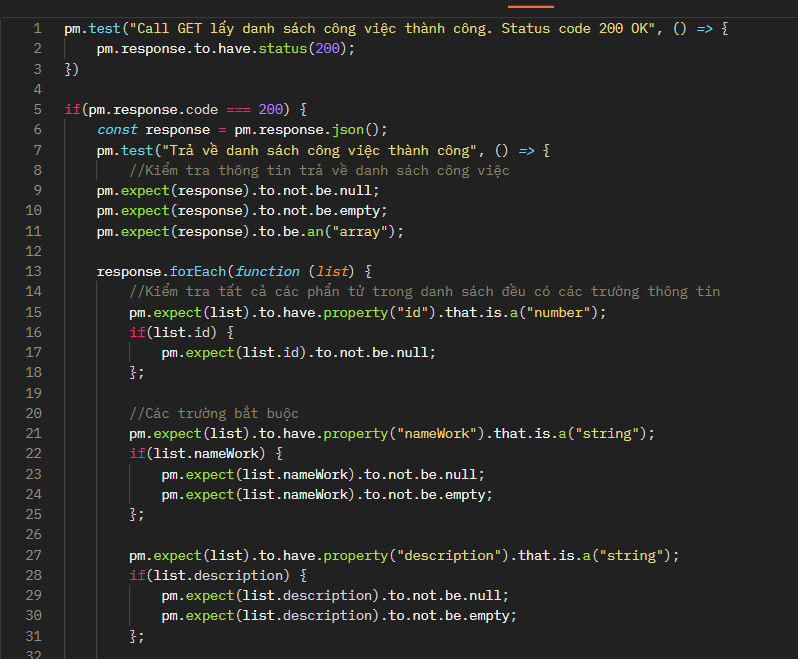 1 pm.test("Call GET lấy danh sách công việc thành công. Status code 200 OK", () => {
2 pm.response.to.have.status(200);
3 })
4
5 if(pm.response.code === 200) {
6 const response = pm.response.json();
7 pm.test("Trả về danh sách công việc thành công", () => {
8 //Kiểm tra thông tin trả về danh sách công việc
9 pm.expect(response).to.not.be.null;
10 pm.expect(response).to.not.be.empty;
11 pm.expect(response).to.be.an("array");
12
13 response.forEach(function (list) {
14 //Kiểm tra tất cả các phần tử trong danh sách đều có các trường thông tin
15 pm.expect(list).to.have.property("id").that.is.a("number");
16 if(list.id) {
17 pm.expect(list.id).to.not.be.null;
18 };
19
20 //Các trường bắt buộc
21 pm.expect(list).to.have.property("nameWork").that.is.a("string");
22 if(list.nameWork) {
23 pm.expect(list.nameWork).to.not.be.null;
24 pm.expect(list.nameWork).to.not.be.empty;
25 };
26
27 pm.expect(list).to.have.property("description").that.is.a("string");
28 if(list.description) {
29 pm.expect(list.description).to.not.be.null;
30 pm.expect(list.description).to.not.be.empty;
31 };
32